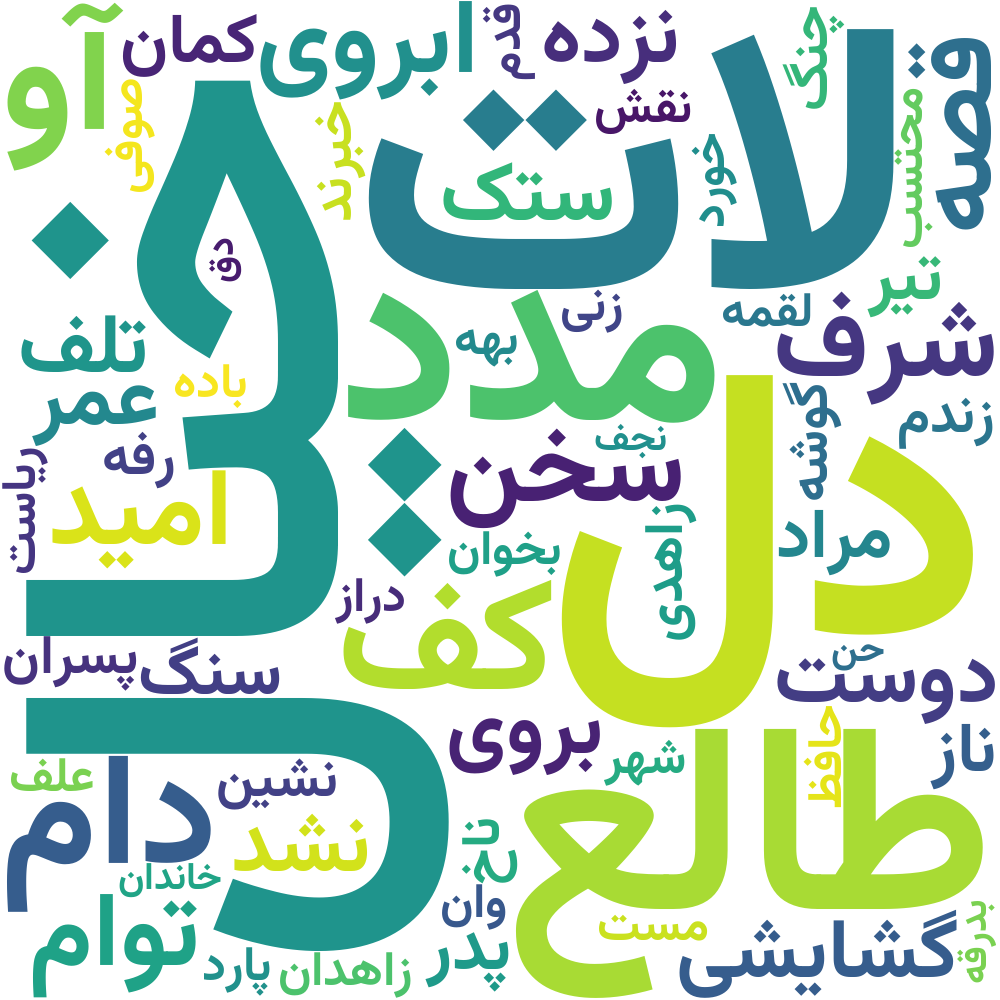 آو
کمان
ابروی
قدم
نزده
نقش
چنگ
قصه
محتسب
صوفی
خبرند
ستک
خورد
لات
دق
تیر
زنی
لقمه
مدد
بهه
شرف
تلف
عمر
باده
رفه
نجف
گوشه
زندم
ریاست
امید
سخن
دل
زاهدی
مراد
بخوان
دراز
کف
پسران
سنگ
حن
دوست
بروی
شهر
حافظ
ناز
طالع
علف
دام
نشین
نشد
ناخ
خاندان
توام
وان
پدر
پارد
زاهدان
مست
گشایشی
بدرقه